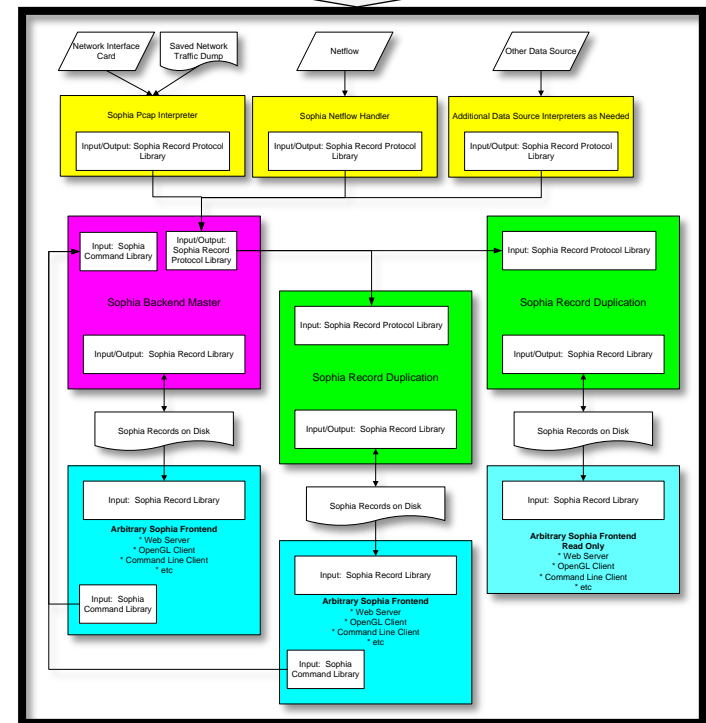 Network Interface
Card
Saved Network
Traffic Dump
Netflow
Other Data Source
Sophia Pcap Interpreter
Input/Output: Sophia Record Protocol
Library
Sophia Netflow Handler
Input/Output: Sophia Record Protocol
Library
Additional Data Source Interpreters as Needed
Input/Output: Sophia Record Protocol
Library
Input: Sophia
Command Library
Input/Output:
Sophia Record
Protocol Library
Sophia Backend Master
Input/Output: Sophia Record Library
Input: Sophia Record Protocol Library
Sophia Record Duplication
Input/Output: Sophia Record Library
Input: Sophia Record Protocol Library
Sophia Record Duplication
Input/Output: Sophia Record Library
Sophia Records on Disk
Sophia Records on Disk
Sophia Records on Disk
Input: Sophia Record Library
Arbitrary Sophia Frontend
* Web Server
* OpenGL Client
* Command Line Client
* etc
Input: Sophia
Command Library
Input: Sophia Record Library
Arbitrary Sophia Frontend
* Web Server
* OpenGL Client
* Command Line Client
* etc
Input: Sophia
Command Library
Input: Sophia Record Library
Arbitrary Sophia Frontend
Read Only
* Web Server
* OpenGL Client
* Command Line Client
* etc